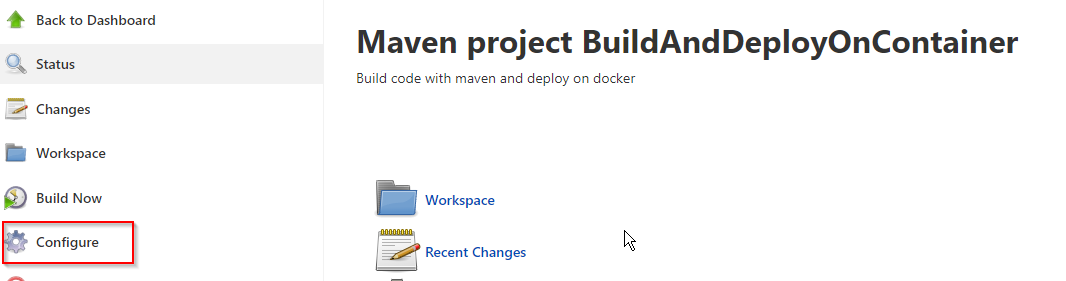 Back to Dashboard
Status
Changes
Workspace
Build Now
Configure
Maven project BuildAndDeployOnContainer
Build code with maven and deploy on docker
Workspace
Recent Changes